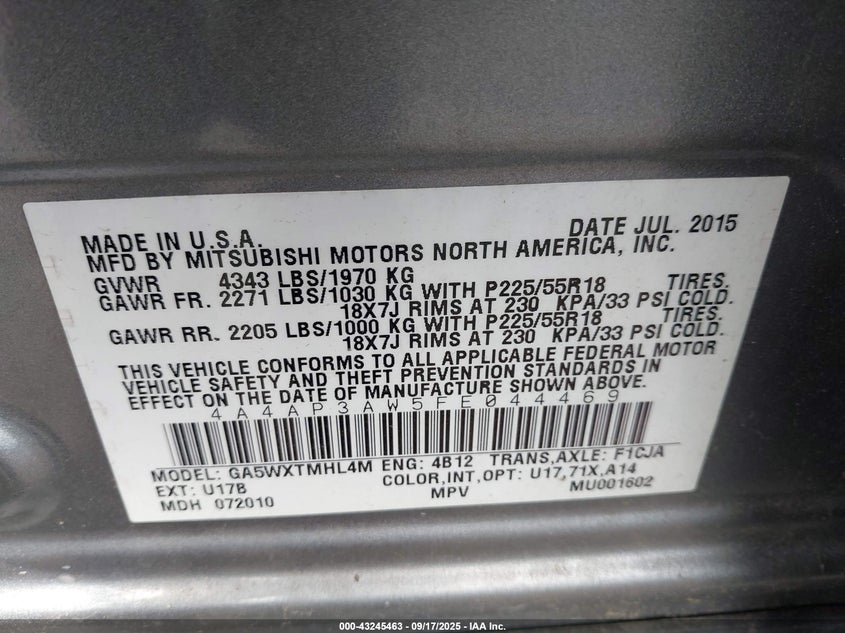 MADE IN U.S.A. DATE JUL. 2015
MFD BY MITSUBISHI MOTORS NORTH AMERICA, INC.
GVWR 4343 LBS/1970 KG
GAWR FR. 2271 LBS/1030 KG WITH P225/55R18 TIRES.
18X7J RIMS AT 230 KPA/33 PSI COLD.
GAWR RR. 2205 LBS/1000 KG WITH P225/55R18 TIRES.
18X7J RIMS AT 230 KPA/33 PSI COLD.
THIS VEHICLE CONFORMS TO ALL APPLICABLE FEDERAL MOTOR
VEHICLE SAFETY AND THEFT PREVENTION STANDARDS IN
EFFECT ON THE DATE OF MANUFACTURE SHOWN ABOVE.
4A4AP3AW5FE044469
MODEL: GA5WXTMHL4M ENG: 4B12 TRANS,AXLE: F1CJA
EXT: U17B COLOR,INT,OPT: U17,71X,A14
MDH 072010 MPV MU001602
000-43245463 - 09/17/2025 - IAA Inc.